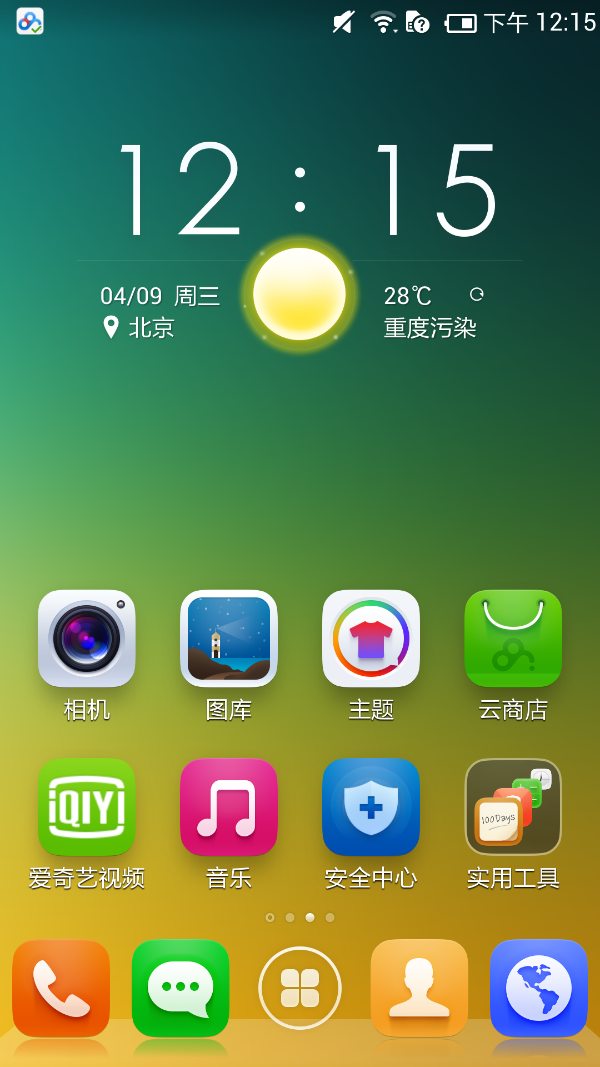 下午 12:15
12:15
04/09 周三
28℃
北京
重度污染
相机
图库
主题
云商店
iQIYI
100Days
爱奇艺视频
音乐
安全中心
实用工具